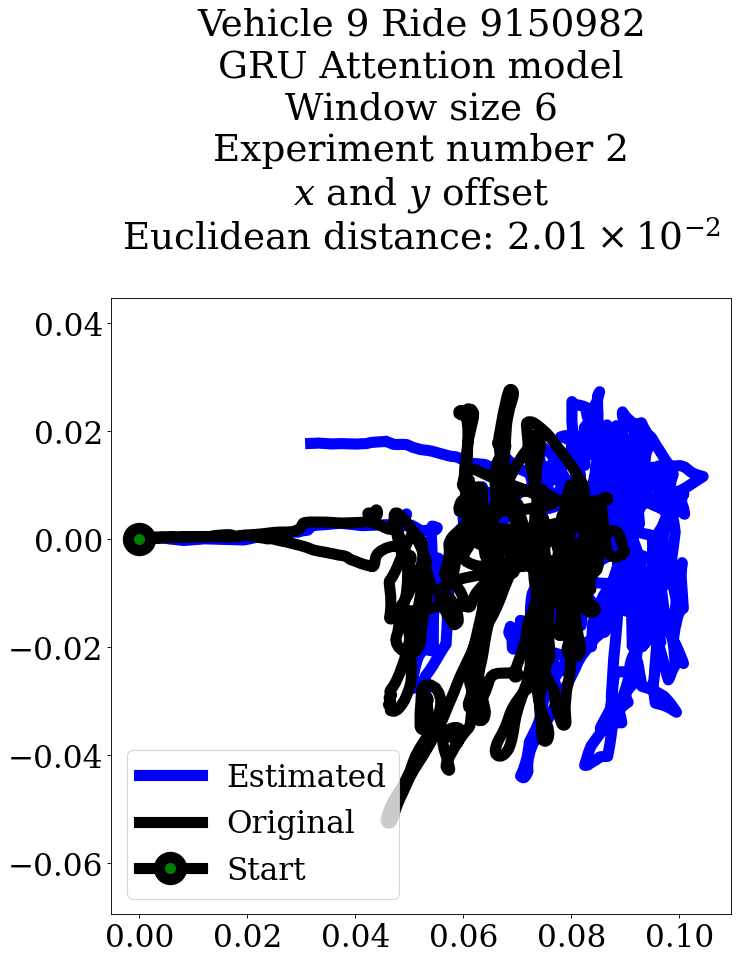 Vehicle 9 Ride 9150982
GRU Attention model
Window size 6
Experiment number 2
x and y offset
Euclidean distance: 2.01 × 10⁻²
0.04
0.02
0.00
−0.02
−0.04
−0.06
Estimated
Original
Start
0.00 0.02 0.04 0.06 0.08 0.10